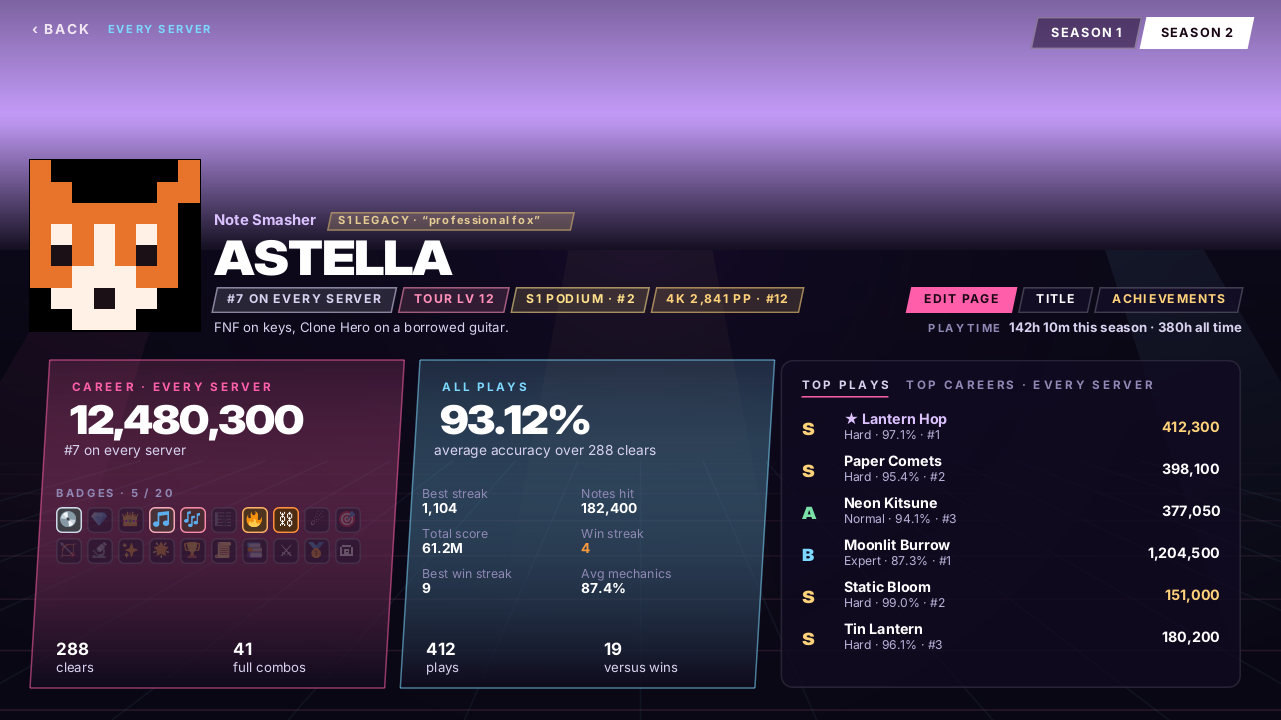 ‹ BACK
EVERY SERVER
SEASON 1
SEASON 2
Note Smasher
S1 LEGACY · “professional fox”
ASTELLA
#7 ON EVERY SERVER
TOUR LV 12
S1 PODIUM · #2
4K 2,841 PP · #12
EDIT PAGE
TITLE
ACHIEVEMENTS
FNF on keys, Clone Hero on a borrowed guitar.
PLAYTIME 142h 10m this season · 380h all time
CAREER · EVERY SERVER
12,480,300
#7 on every server
BADGES · 5 / 20
288
clears
41
full combos
ALL PLAYS
93.12%
average accuracy over 288 clears
Best streak
1,104
Notes hit
182,400
Total score
61.2M
Win streak
4
Best win streak
9
Avg mechanics
87.4%
412
plays
19
versus wins
TOP PLAYS
TOP CAREERS · EVERY SERVER
S ★ Lantern Hop 412,300
Hard · 97.1% · #1
S Paper Comets 398,100
Hard · 95.4% · #2
A Neon Kitsune 377,050
Normal · 94.1% · #3
B Moonlit Burrow 1,204,500
Expert · 87.3% · #1
S Static Bloom 151,000
Hard · 99.0% · #2
S Tin Lantern 180,200
Hard · 96.1% · #3